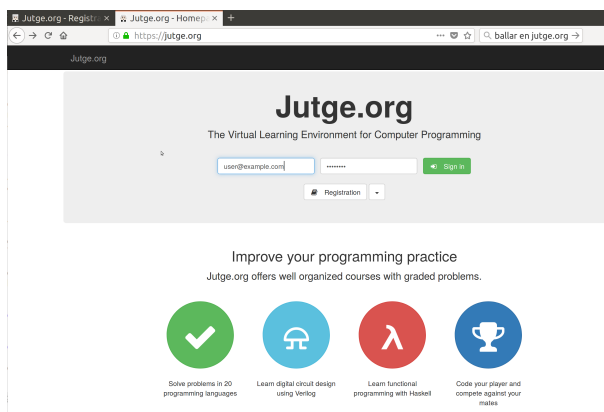 Jutge.org - Registra
Jutge.org - Homepa
https://jutge.org
ballar en jutge.org
Jutge.org
Jutge.org
The Virtual Learning Environment for Computer Programming
user@example.com
••••••••
Sign in
Registration
Improve your programming practice
Jutge.org offers well organized courses with graded problems.
Solve problems in 20
programming languages
Learn digital circuit design
using Verilog
Learn functional
programming with Haskell
Code your player and
compete against your
mates